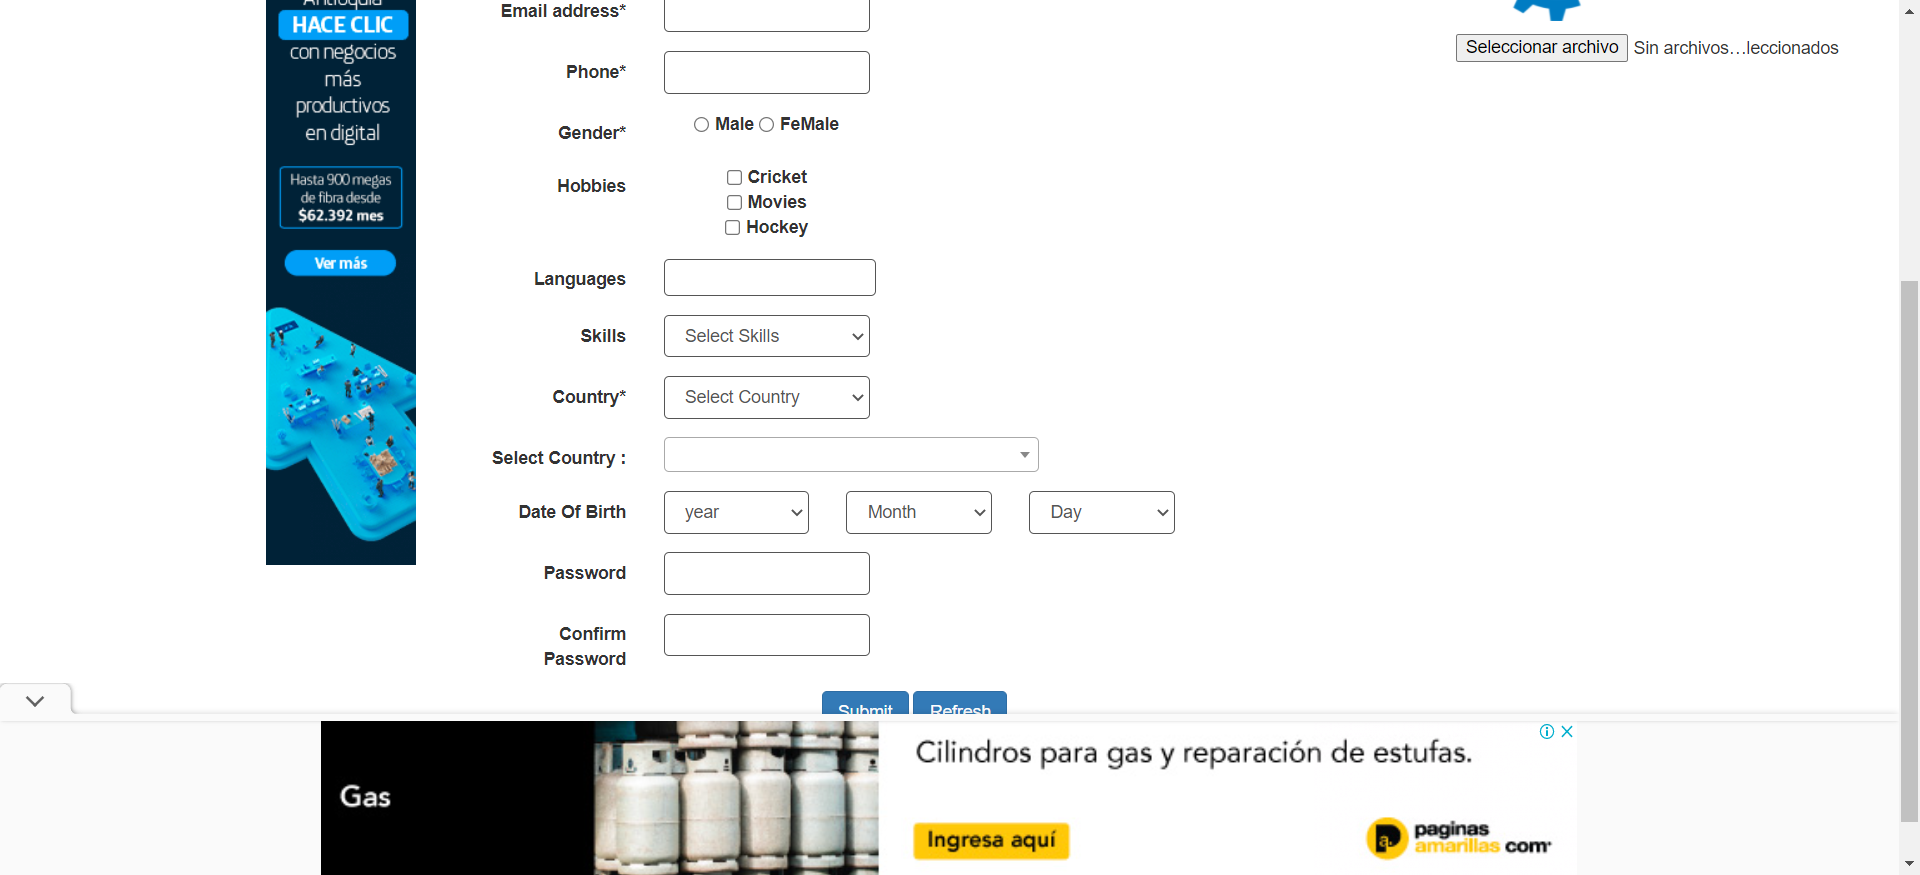 Antioquia
HACE CLIC
con negocios
más
productivos
en digital
Hasta 900 megas
de fibra desde
$62.392 mes
Ver más
Email address*
Phone*
Gender*
Male FeMale
Hobbies
Cricket
Movies
Hockey
Languages
Skills
Select Skills
Country*
Select Country
Select Country :
Date Of Birth
year Month Day
Password
Confirm
Password
Submit Refresh
Seleccionar archivo Sin archivos…leccionados
Gas
Cilindros para gas y reparación de estufas.
Ingresa aquí
a.
paginas
amarillas com